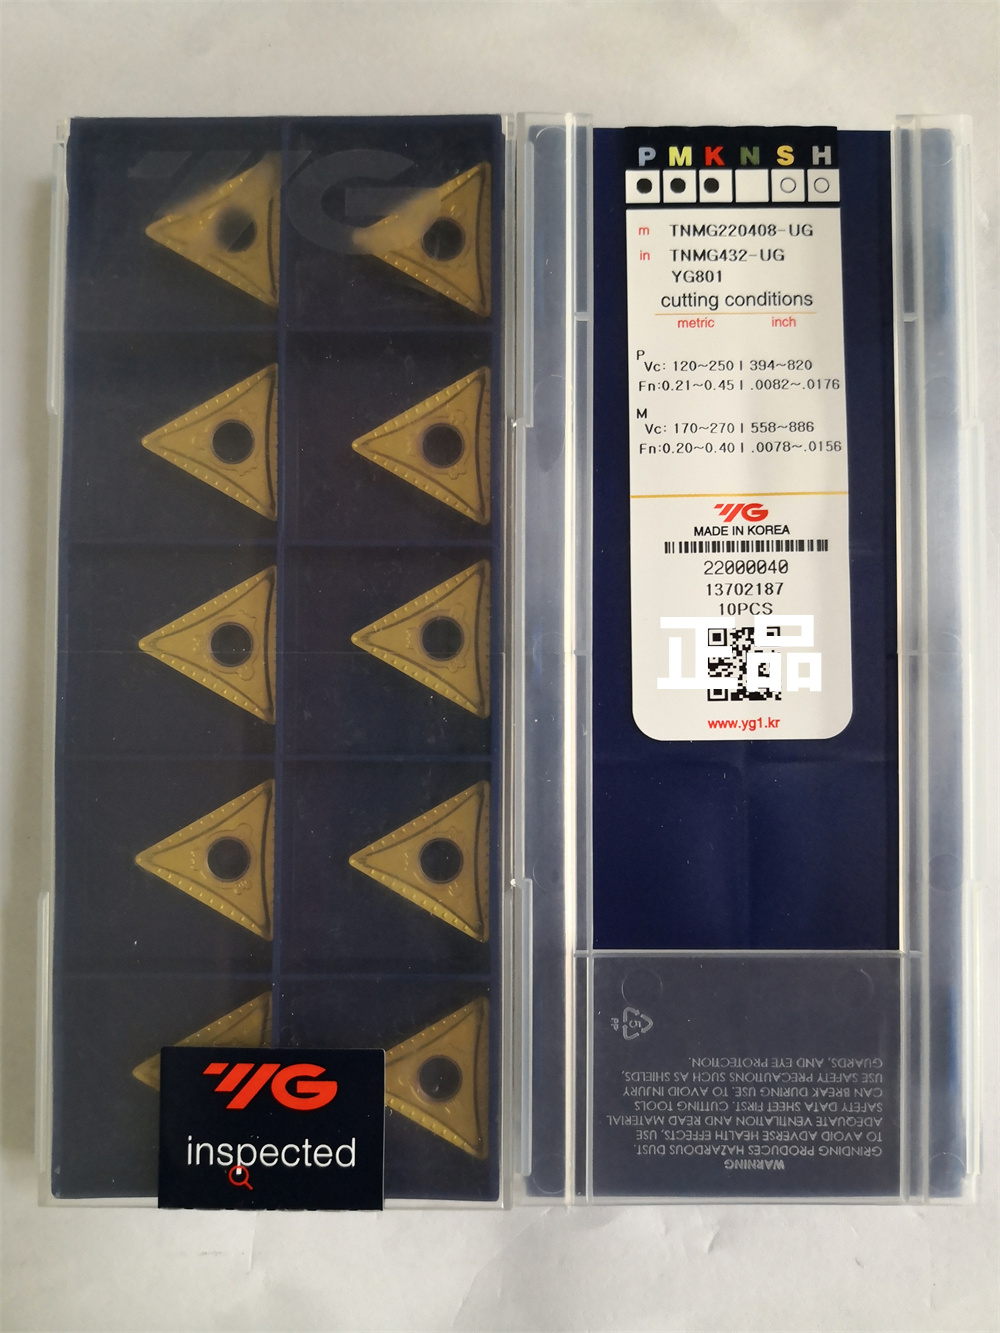 YG
YG
inspected
P M K N S H
m TNMG220408-UG
in TNMG432-UG
YG801
cutting conditions
metric inch
P
Vc: 120~250 | 394~820
Fn:0.21~0.45 | .0082~.0176
M
Vc: 170~270 | 558~886
Fn:0.20~0.40 | .0078~.0156
YG
MADE IN KOREA
22000040
13702187
10PCS
正品
www.yg1.kr
5
PP
WARNING
GRINDING PRODUCES HAZARDOUS DUST.
TO AVOID ADVERSE HEALTH EFFECTS, USE
ADEQUATE VENTILATION AND READ MATERIAL
SAFETY DATA SHEET FIRST. CUTTING TOOLS
CAN BREAK DURING USE. TO AVOID INJURY
USE SAFETY PRECAUTIONS SUCH AS SHIELDS,
GUARDS, AND EYE PROTECTION.